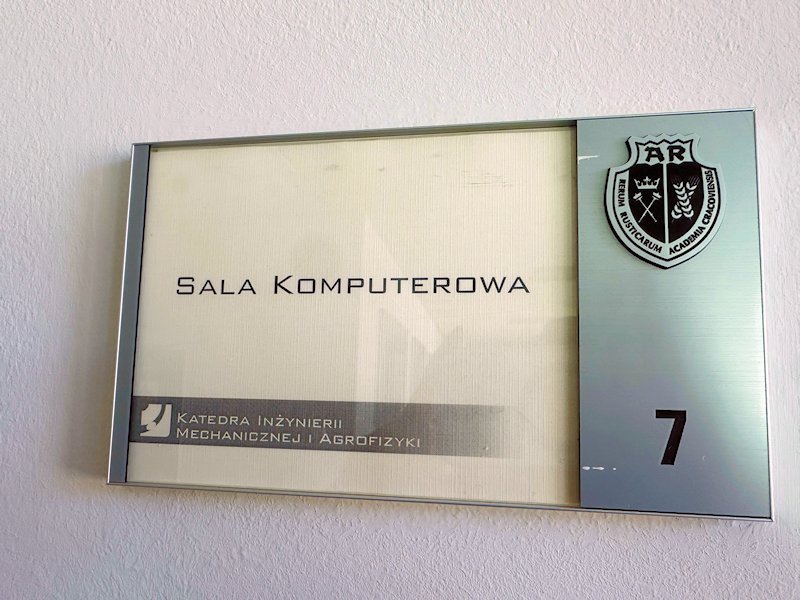 Sala Komputerowa
Katedra Inżynierii
Mechanicznej i Agrofizyki
AR
RERUM RUSTICARUM ACADEMIA CRACOVIENSIS
7